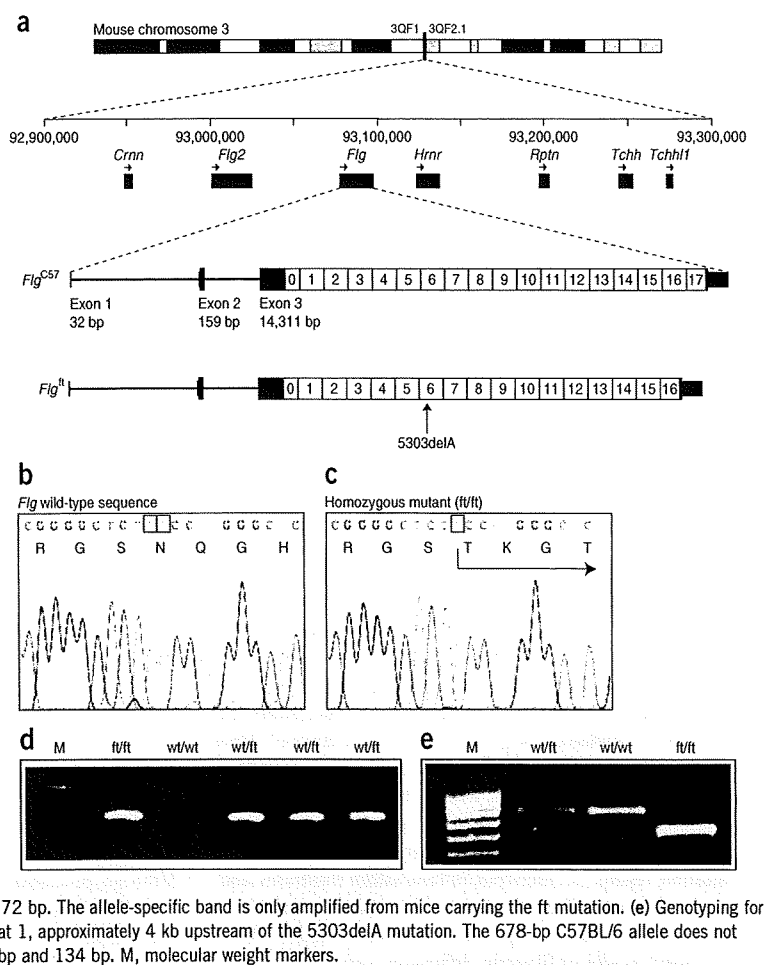 a
Mouse chromosome 3
3QF1 3QF2.1
92,900,000 93,000,000 93,100,000 93,200,000 93,300,000
Crnn Flg2 Flg Hrnr Rptn Tchh Tchhl1
Flg^C57
0 1 2 3 4 5 6 7 8 9 10 11 12 13 14 15 16 17
Exon 1 Exon 2 Exon 3
32 bp 159 bp 14,311 bp
Flg^ft
0 1 2 3 4 5 6 7 8 9 10 11 12 13 14 15 16
5303delA
b
Flg wild-type sequence
R G S N Q G H
c
Homozygous mutant (ft/ft)
R G S T K G T
d
M ft/ft wt/wt wt/ft wt/ft wt/ft
e
M wt/ft wt/wt ft/ft
72 bp. The allele-specific band is only amplified from mice carrying the ft mutation. (e) Genotyping for
at 1, approximately 4 kb upstream of the 5303delA mutation. The 678-bp C57BL/6 allele does not
bp and 134 bp. M, molecular weight markers.